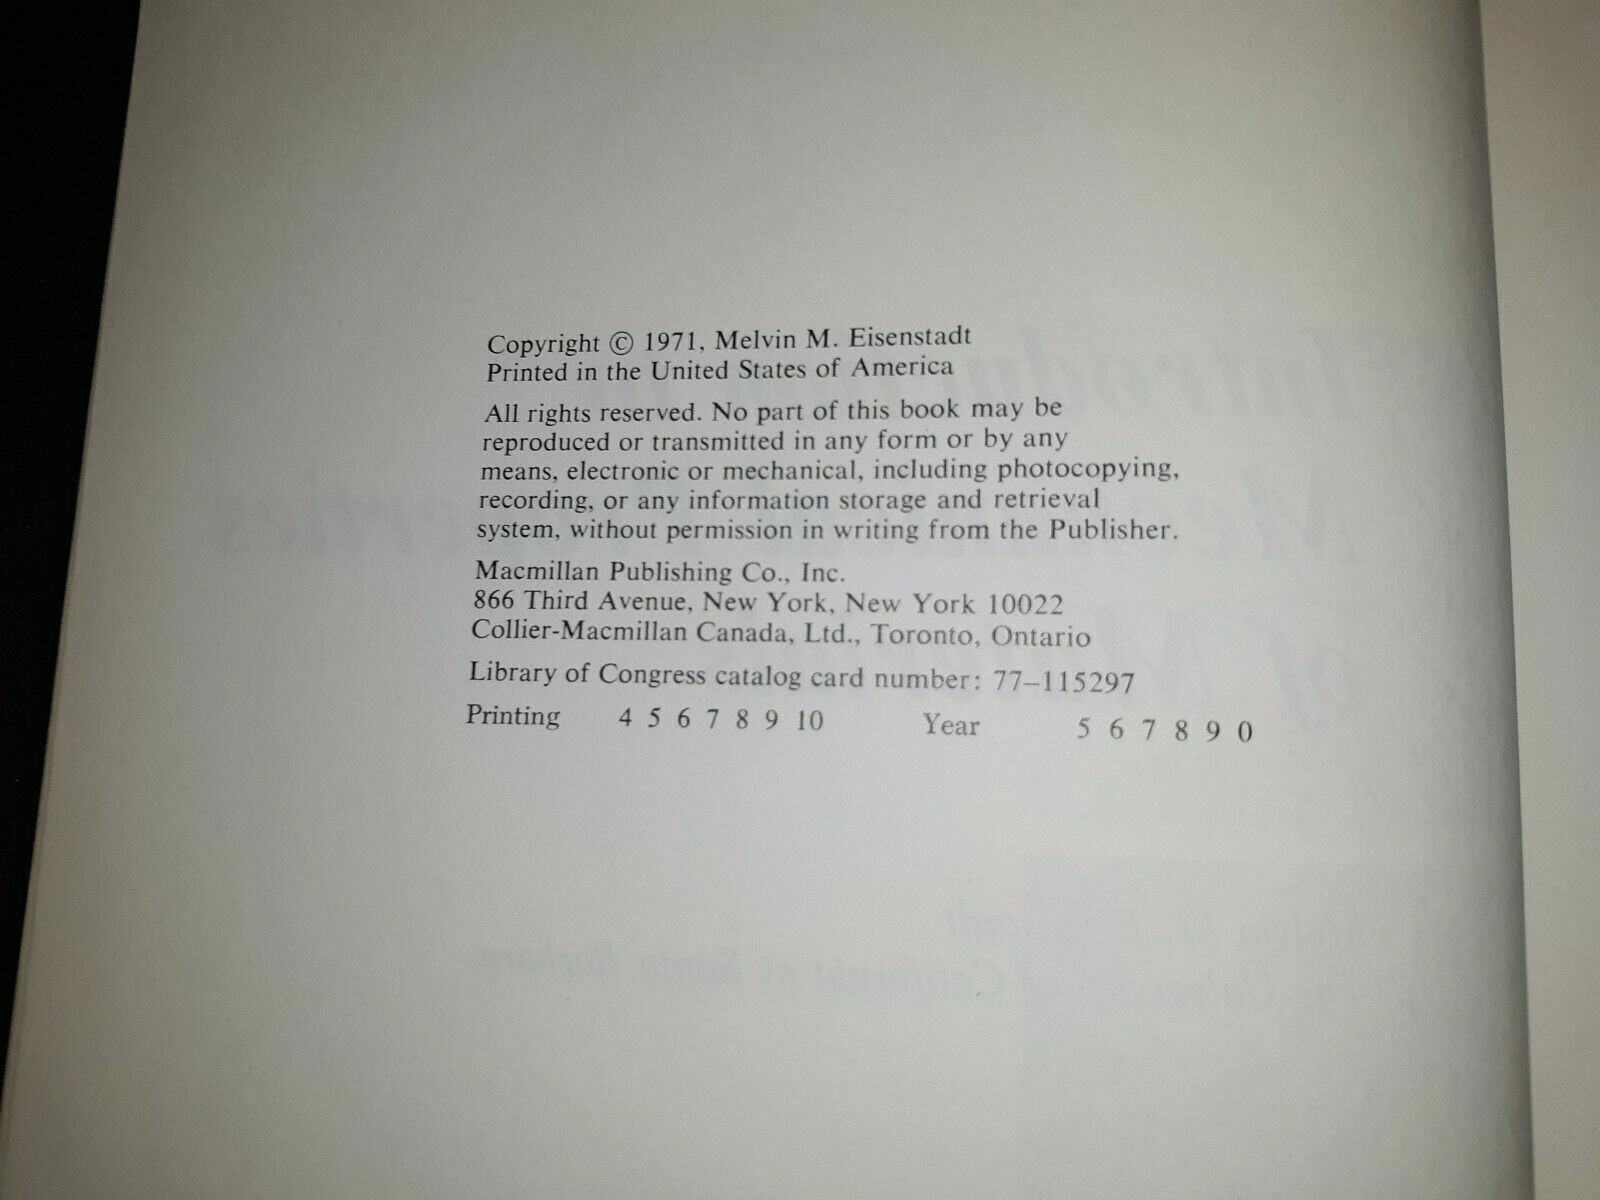 Copyright © 1971, Melvin M. Eisenstadt
Printed in the United States of America
All rights reserved. No part of this book may be
reproduced or transmitted in any form or by any
means, electronic or mechanical, including photocopying,
recording, or any information storage and retrieval
system, without permission in writing from the Publisher.
Macmillan Publishing Co., Inc.
866 Third Avenue, New York, New York 10022
Collier-Macmillan Canada, Ltd., Toronto, Ontario
Library of Congress catalog card number: 77–115297
Printing 4 5 6 7 8 9 10 Year 5 6 7 8 9 0